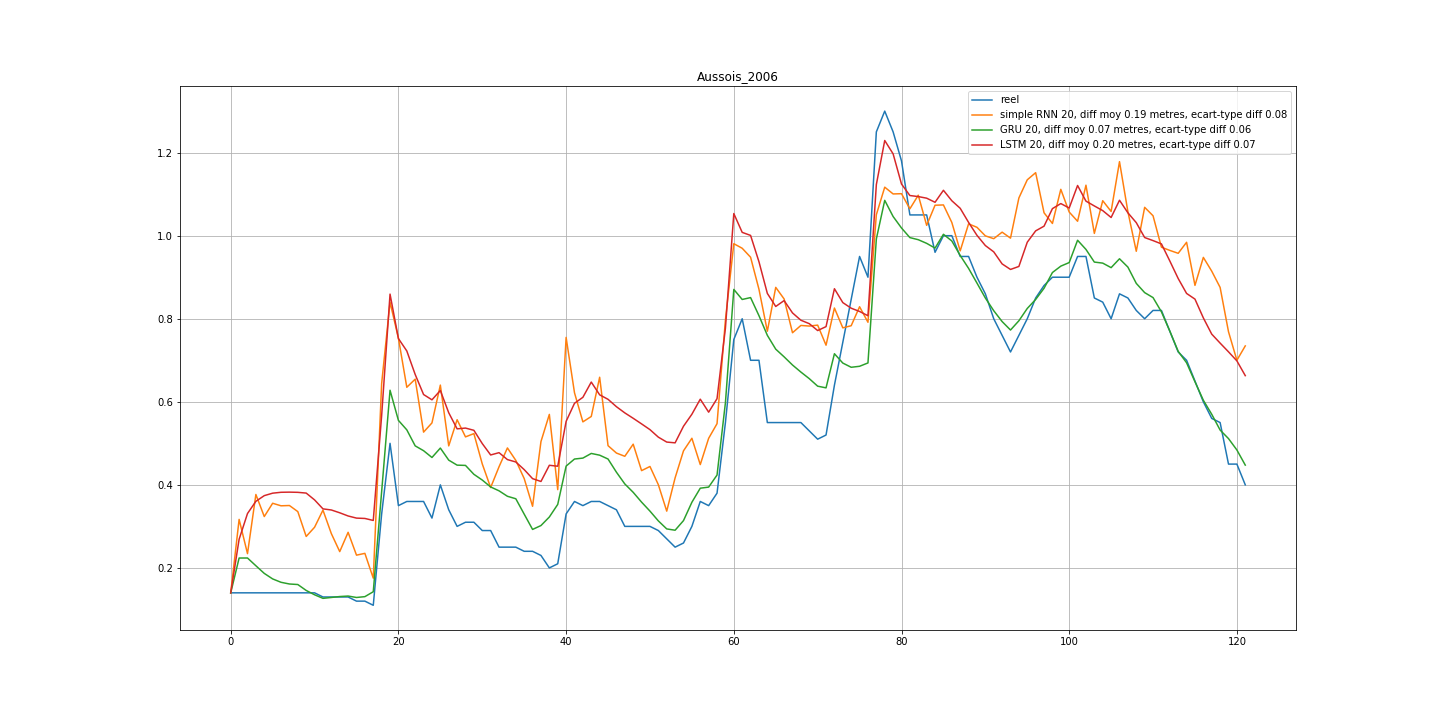 Aussois_2006
reel
simple RNN 20, diff moy 0.19 metres, ecart-type diff 0.08
GRU 20, diff moy 0.07 metres, ecart-type diff 0.06
LSTM 20, diff moy 0.20 metres, ecart-type diff 0.07
1.2
1.0
0.8
0.6
0.4
0.2
0 20 40 60 80 100 120